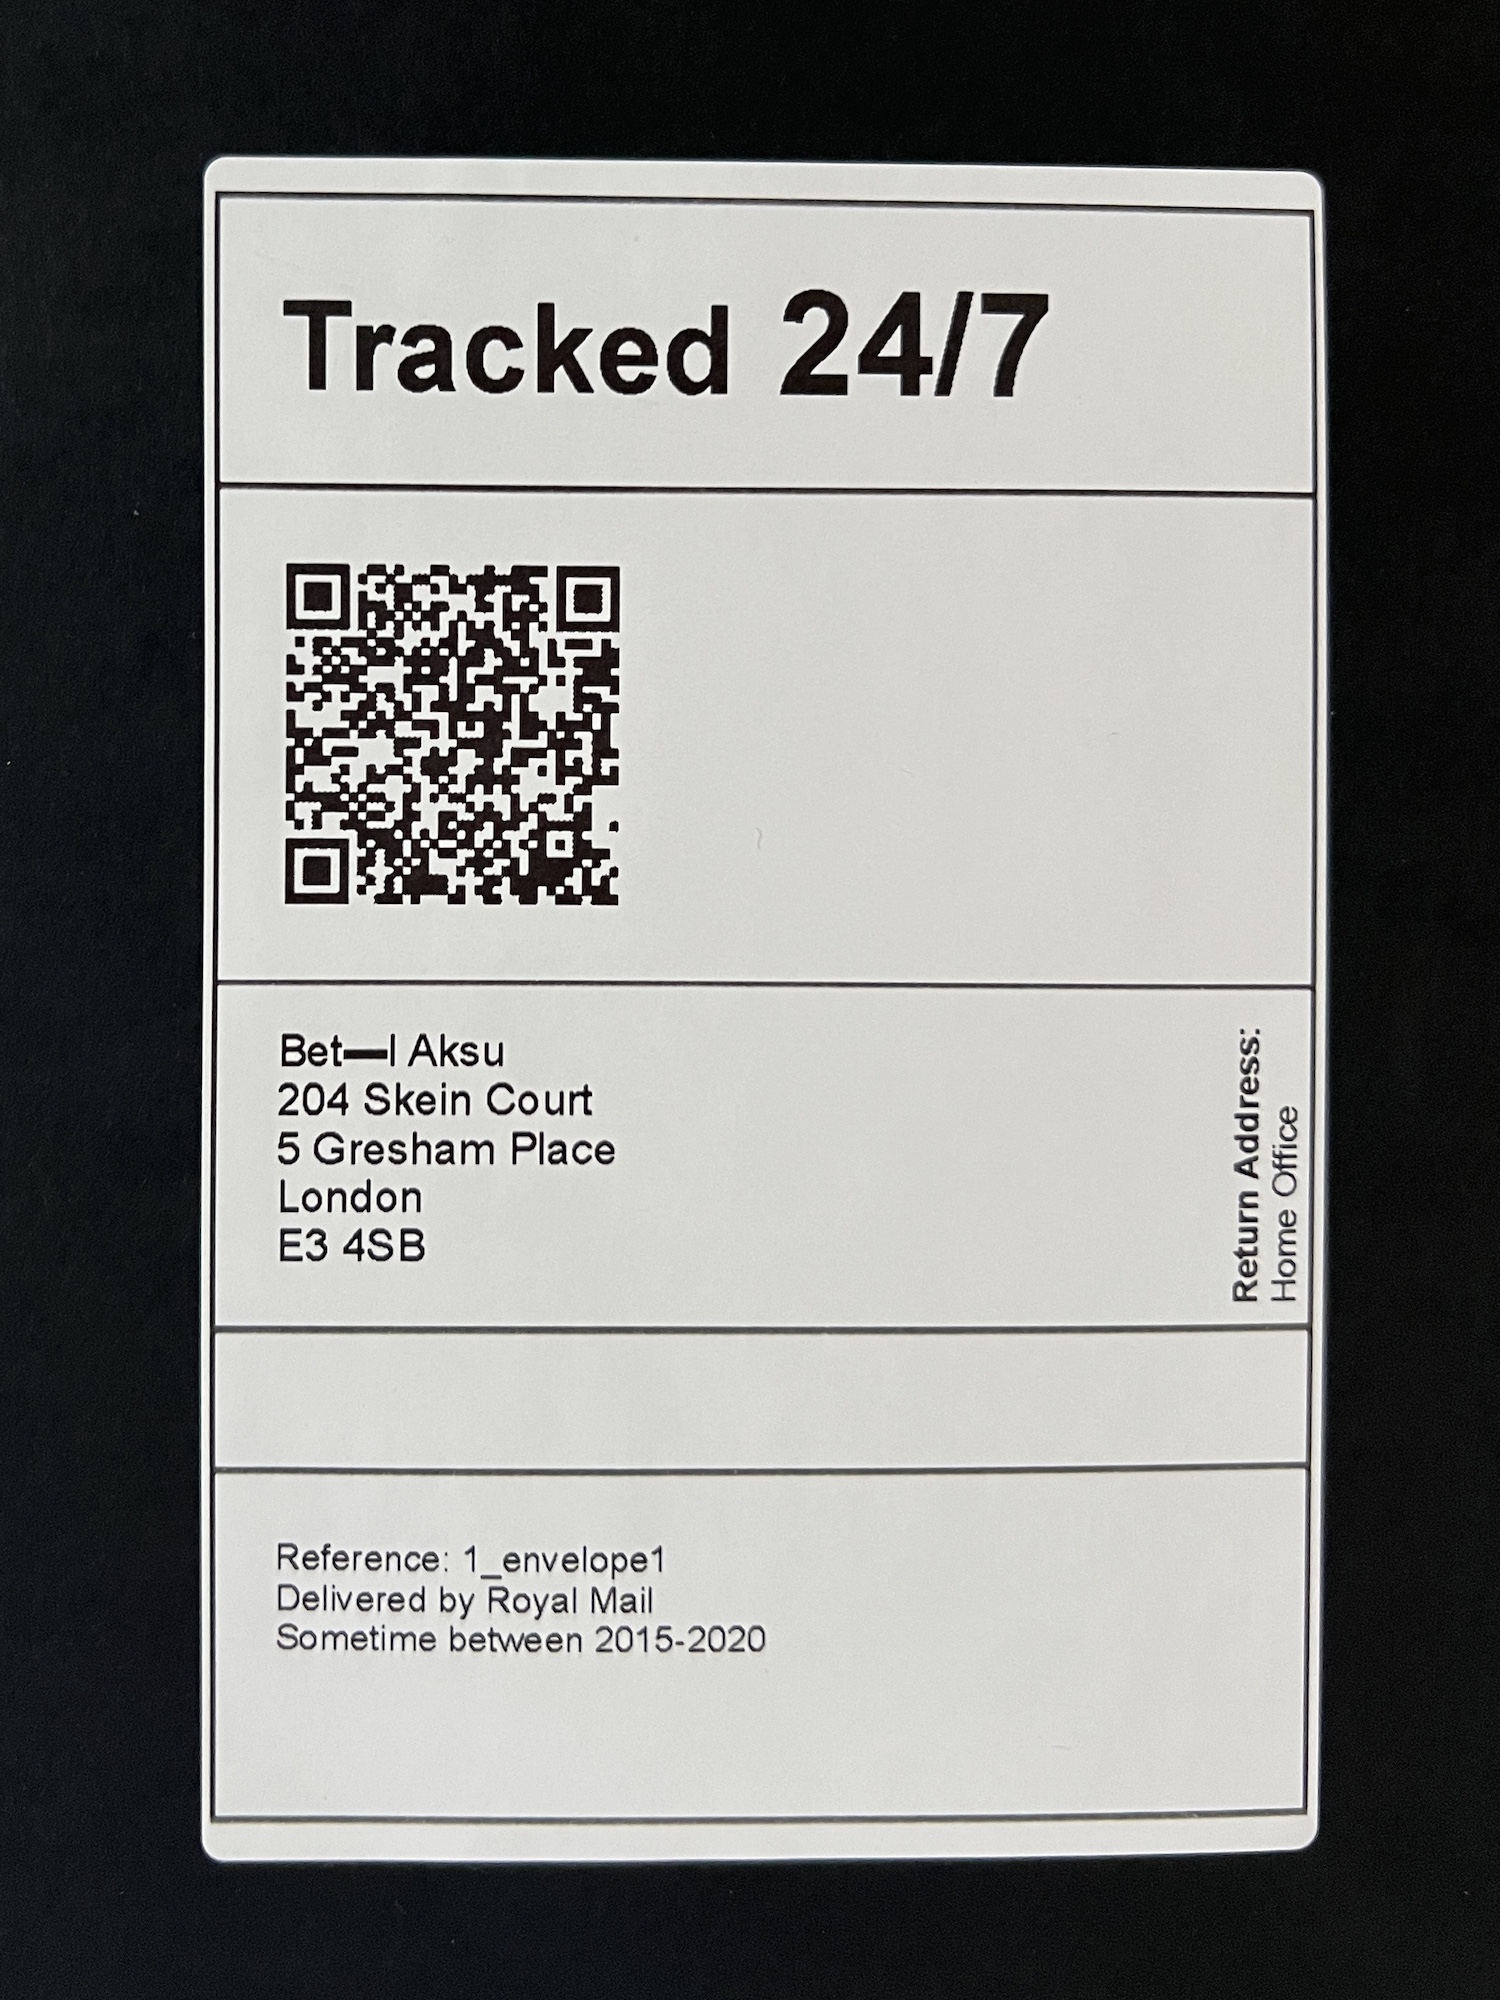 Tracked 24/7
Bet—l Aksu
204 Skein Court
5 Gresham Place
London
E3 4SB
Return Address:
Home Office
Reference: 1_envelope1
Delivered by Royal Mail
Sometime between 2015-2020